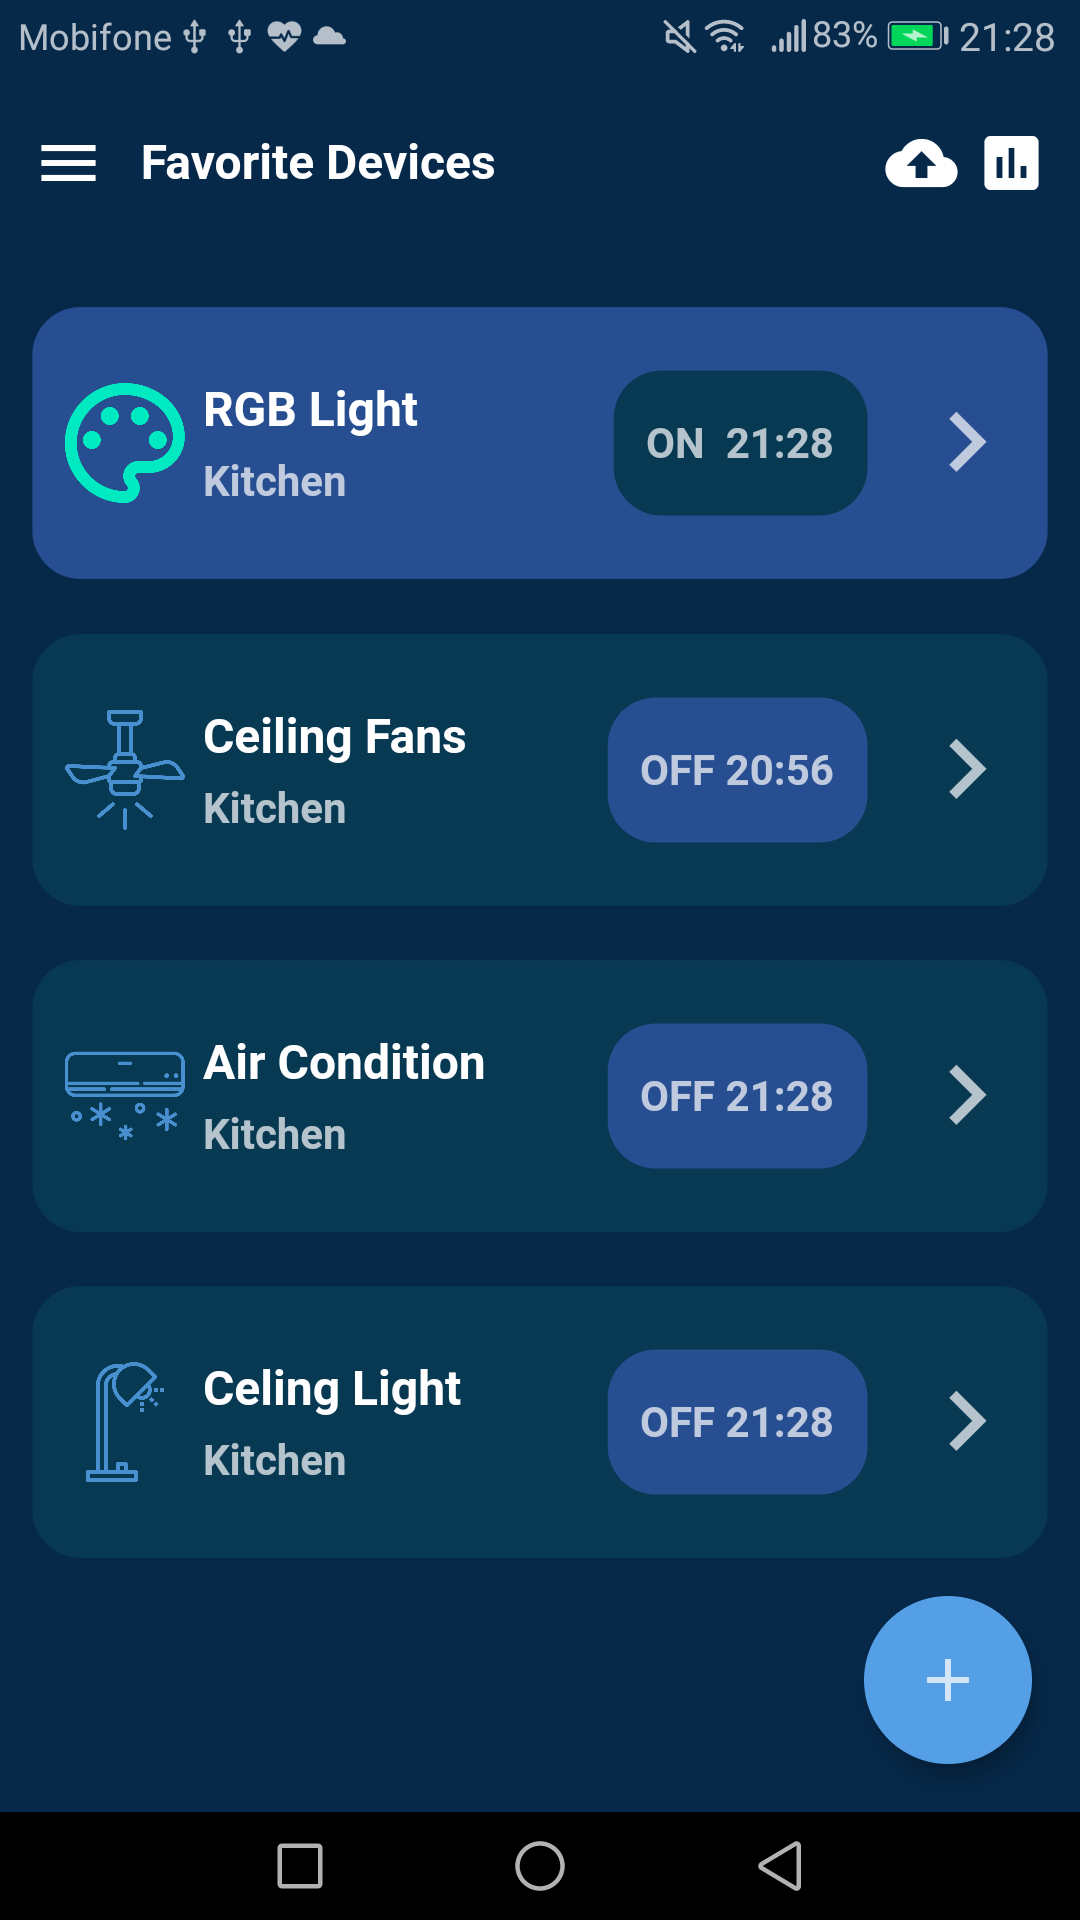 Mobifone 83% 21:28
Favorite Devices
RGB Light
Kitchen
ON 21:28
Ceiling Fans
Kitchen
OFF 20:56
Air Condition
Kitchen
OFF 21:28
Celing Light
Kitchen
OFF 21:28